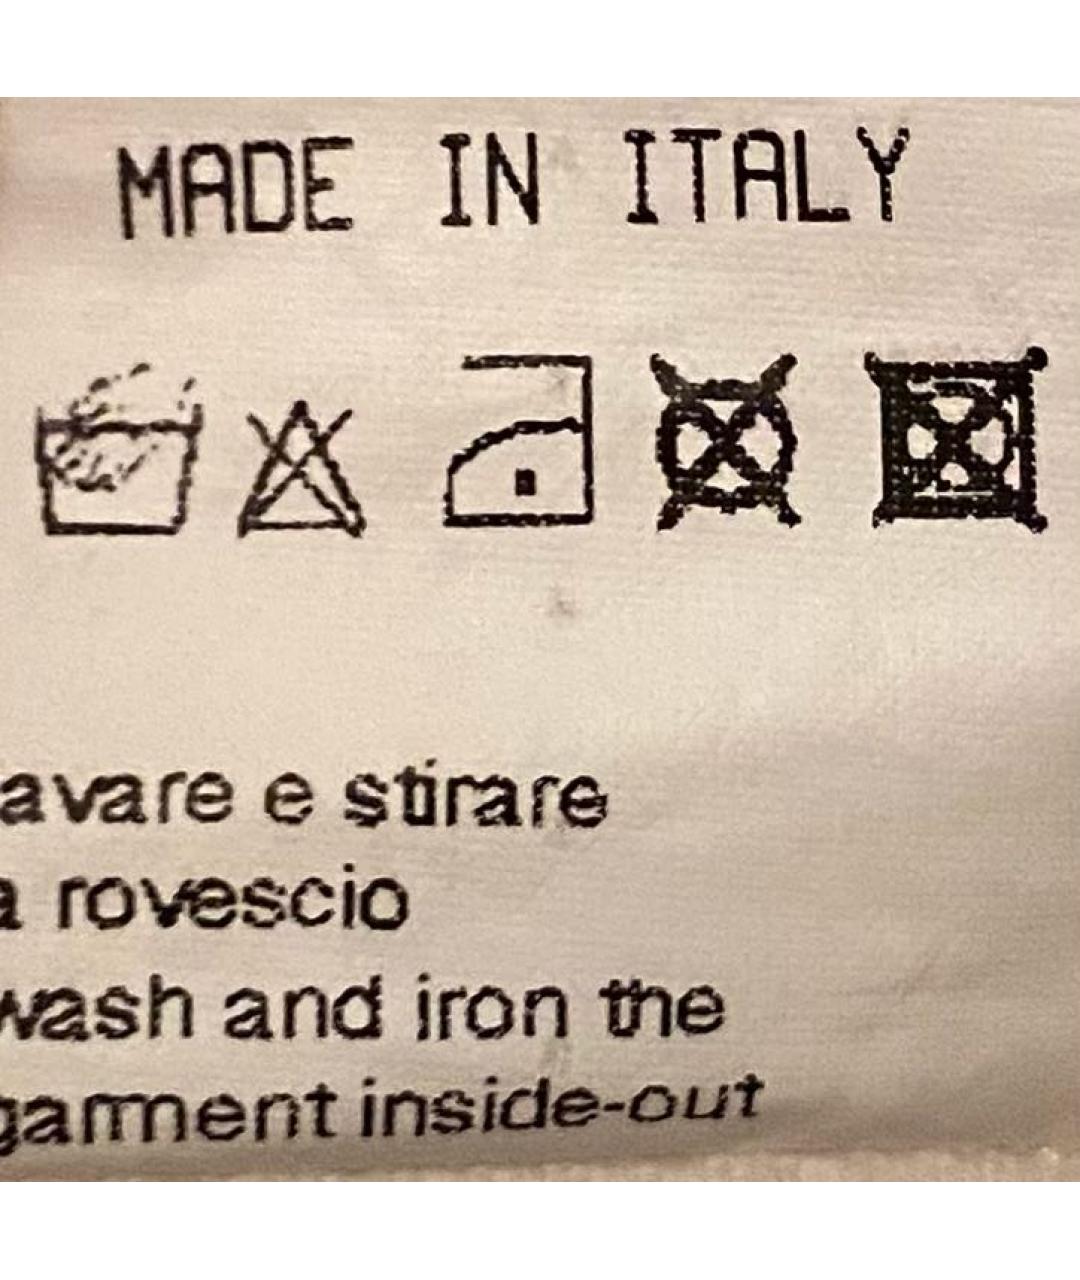 MADE IN ITALY
avare e stirare
a rovescio
wash and iron the
garment inside-out